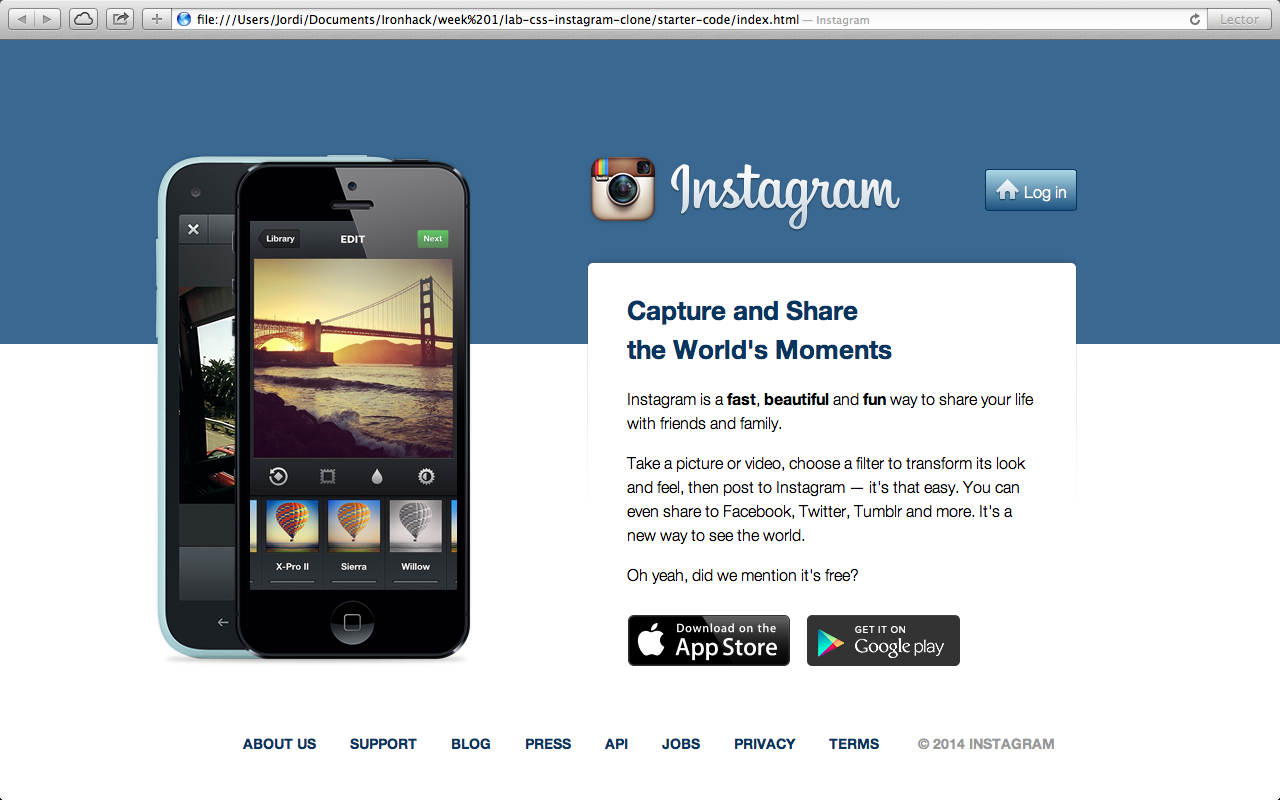 file:///Users/Jordi/Documents/Ironhack/week%201/lab-css-instagram-clone/starter-code/index.html — Instagram
Lector
Instagram
Log in
Library
EDIT
Next
X-Pro II
Sierra
Willow
Capture and Share
the World's Moments
Instagram is a fast, beautiful and fun way to share your life
with friends and family.
Take a picture or video, choose a filter to transform its look
and feel, then post to Instagram — it's that easy. You can
even share to Facebook, Twitter, Tumblr and more. It's a
new way to see the world.
Oh yeah, did we mention it's free?
Download on the
App Store
GET IT ON
Google play
ABOUT US SUPPORT BLOG PRESS API JOBS PRIVACY TERMS © 2014 INSTAGRAM